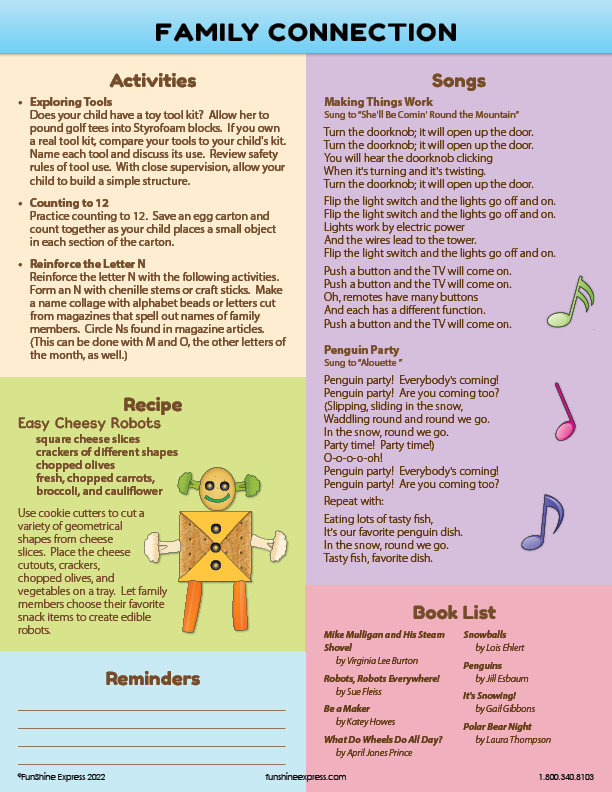 FAMILY CONNECTION
Activities
• Exploring Tools
Does your child have a toy tool kit?  Allow her to
pound golf tees into Styrofoam blocks.  If you own
a real tool kit, compare your tools to your child's kit.
Name each tool and discuss its use.  Review safety
rules of tool use.  With close supervision, allow your
child to build a simple structure.
• Counting to 12
Practice counting to 12.  Save an egg carton and
count together as your child places a small object
in each section of the carton.
• Reinforce the Letter N
Reinforce the letter N with the following activities.
Form an N with chenille stems or craft sticks.  Make
a name collage with alphabet beads or letters cut
from magazines that spell out names of family
members.  Circle Ns found in magazine articles.
(This can be done with M and O, the other letters of
the month, as well.)
Recipe
Easy Cheesy Robots
square cheese slices
crackers of different shapes
chopped olives
fresh, chopped carrots,
broccoli, and cauliflower
Use cookie cutters to cut a
variety of geometrical
shapes from cheese
slices.  Place the cheese
cutouts, crackers,
chopped olives, and
vegetables on a tray.  Let family
members choose their favorite
snack items to create edible
robots.
Reminders
Songs
Making Things Work
Sung to "She'll Be Comin' Round the Mountain"
Turn the doorknob; it will open up the door.
Turn the doorknob; it will open up the door.
You will hear the doorknob clicking
When it's turning and it's twisting.
Turn the doorknob; it will open up the door.
Flip the light switch and the lights go off and on.
Flip the light switch and the lights go off and on.
Lights work by electric power
And the wires lead to the tower.
Flip the light switch and the lights go off and on.
Push a button and the TV will come on.
Push a button and the TV will come on.
Oh, remotes have many buttons
And each has a different function.
Push a button and the TV will come on.
Penguin Party
Sung to "Alouette "
Penguin party!  Everybody's coming!
Penguin party!  Are you coming too?
(Slipping, sliding in the snow,
Waddling round and round we go.
In the snow, round we go.
Party time!  Party time!)
O-o-o-o-oh!
Penguin party!  Everybody's coming!
Penguin party!  Are you coming too?
Repeat with:
Eating lots of tasty fish,
It's our favorite penguin dish.
In the snow, round we go.
Tasty fish, favorite dish.
Book List
Mike Mulligan and His Steam
Shovel
by Virginia Lee Burton
Robots, Robots Everywhere!
by Sue Fleiss
Be a Maker
by Katey Howes
What Do Wheels Do All Day?
by April Jones Prince
Snowballs
by Lois Ehlert
Penguins
by Jill Esbaum
It's Snowing!
by Gail Gibbons
Polar Bear Night
by Laura Thompson
©FunShine Express 2022
funshineexpress.com
1.800.340.8103